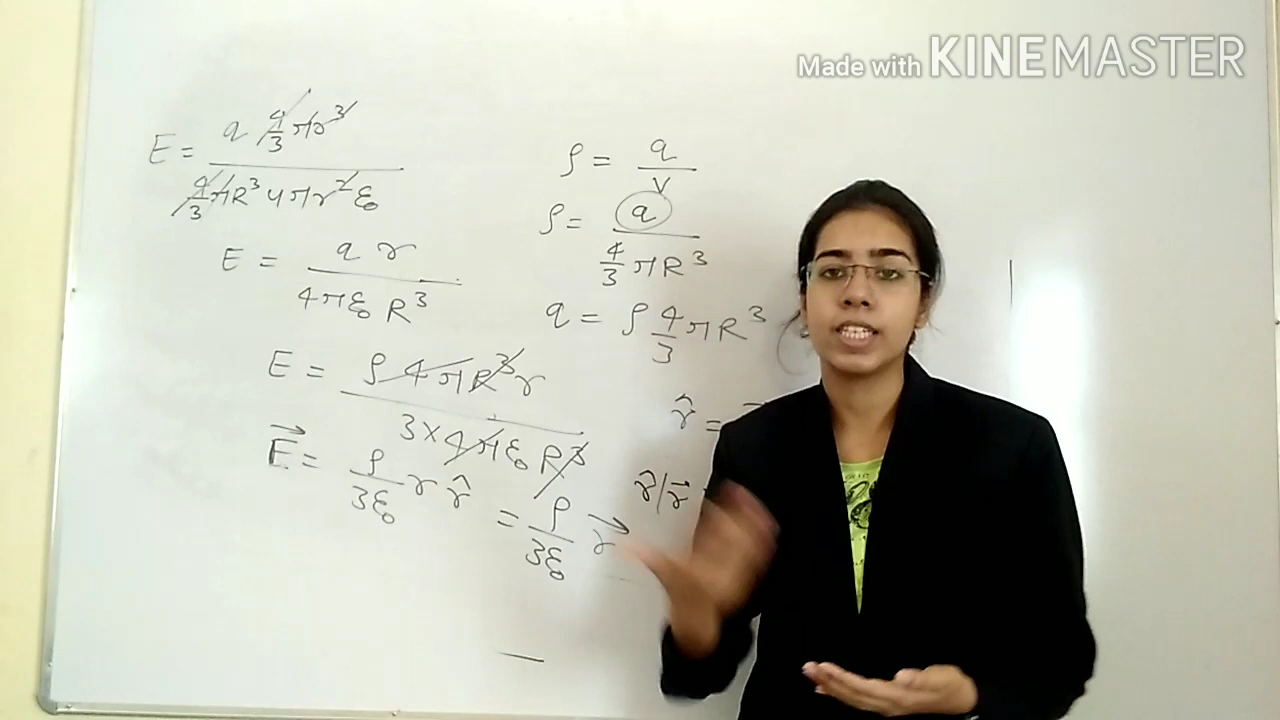 Made with KINEMASTER
E = q 4/3 πr³ / 4/3 πR³ 4πr² ε₀
E = q r / 4πε₀ R³
E = ρ 4πR³ r / 3×4πε₀ R³
E⃗ = ρ/3ε₀ r r̂ = ρ/3ε₀ r⃗
ρ = q/V
ρ = q / 4/3 πR³
q = ρ 4/3 πR³
r̂ =
r̂/r⃗